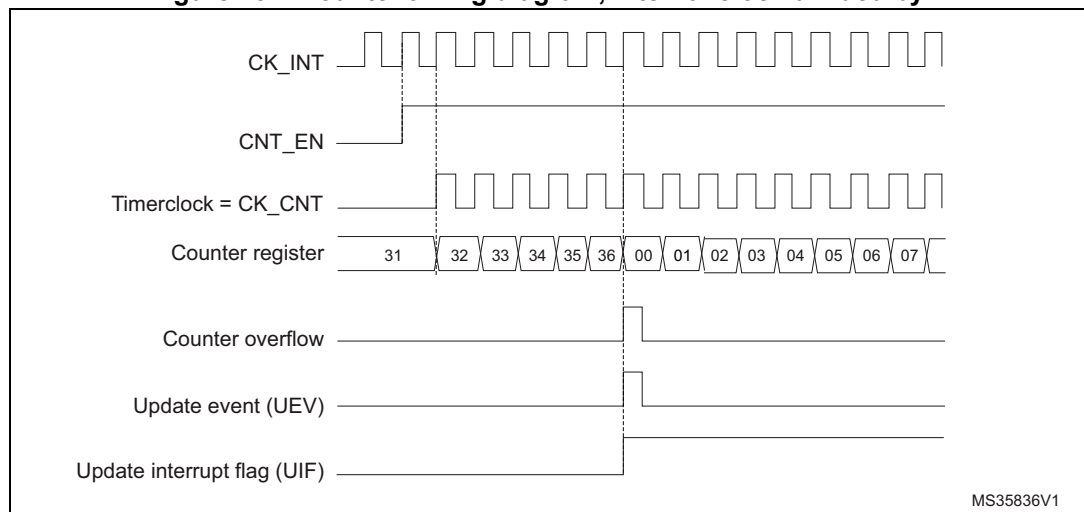 CK_INT
CNT_EN
Timerclock = CK_CNT
Counter register 31 32 33 34 35 36 00 01 02 03 04 05 06 07
Counter overflow
Update event (UEV)
Update interrupt flag (UIF)
MS35836V1